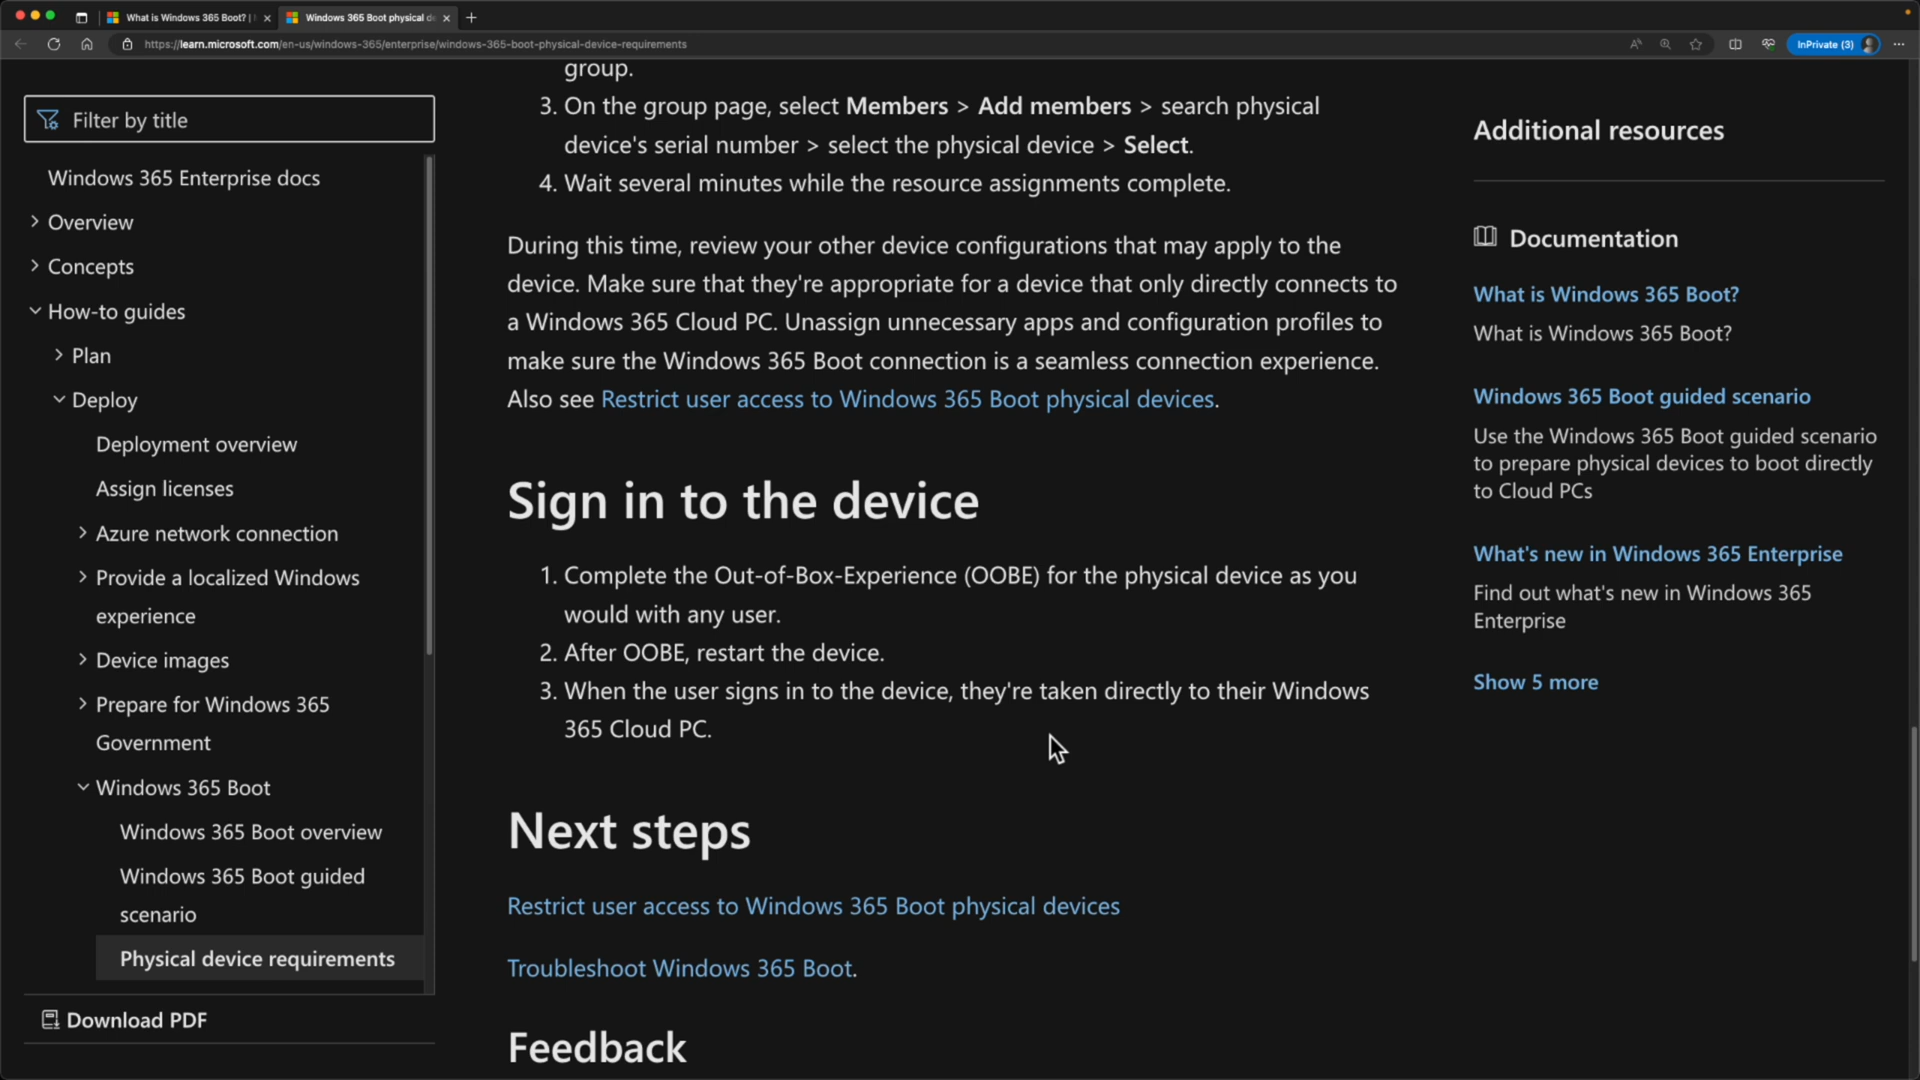 What is Windows 365 Boot? |
Windows 365 Boot physical d
https://learn.microsoft.com/en-us/windows-365/enterprise/windows-365-boot-physical-device-requirements
InPrivate (3)
Filter by title
Windows 365 Enterprise docs
Overview
Concepts
How-to guides
Plan
Deploy
Deployment overview
Assign licenses
Azure network connection
Provide a localized Windows
experience
Device images
Prepare for Windows 365
Government
Windows 365 Boot
Windows 365 Boot overview
Windows 365 Boot guided
scenario
Physical device requirements
Download PDF
group.
3. On the group page, select Members > Add members > search physical
device's serial number > select the physical device > Select.
4. Wait several minutes while the resource assignments complete.
During this time, review your other device configurations that may apply to the
device. Make sure that they're appropriate for a device that only directly connects to
a Windows 365 Cloud PC. Unassign unnecessary apps and configuration profiles to
make sure the Windows 365 Boot connection is a seamless connection experience.
Also see Restrict user access to Windows 365 Boot physical devices.
Sign in to the device
1. Complete the Out-of-Box-Experience (OOBE) for the physical device as you
would with any user.
2. After OOBE, restart the device.
3. When the user signs in to the device, they're taken directly to their Windows
365 Cloud PC.
Next steps
Restrict user access to Windows 365 Boot physical devices
Troubleshoot Windows 365 Boot.
Feedback
Additional resources
Documentation
What is Windows 365 Boot?
What is Windows 365 Boot?
Windows 365 Boot guided scenario
Use the Windows 365 Boot guided scenario
to prepare physical devices to boot directly
to Cloud PCs
What's new in Windows 365 Enterprise
Find out what's new in Windows 365
Enterprise
Show 5 more